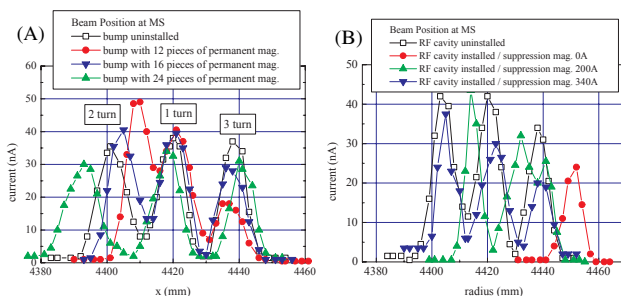 (A)
Beam Position at MS
bump uninstalled
bump with 12 pieces of permanent mag.
bump with 16 pieces of permanent mag.
bump with 24 pieces of permanent mag.
2 turn
1 turn
3 turn
60
50
40
30
20
10
0
current (nA)
4380
4400
4420
4440
4460
x (mm)
(B)
Beam Position at MS
RF cavity uninstalled
RF cavity installed / suppression mag. 0A
RF cavity installed / suppression mag. 200A
RF cavity installed / suppression mag. 340A
50
40
30
20
10
0
current (nA)
4380
4400
4420
4440
4460
radius (mm)